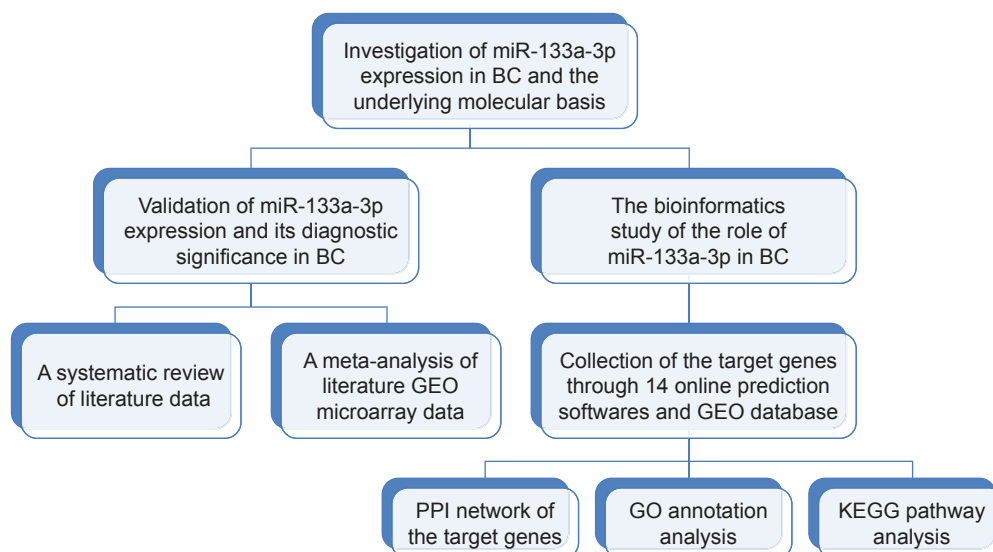 Investigation of miR-133a-3p
expression in BC and the
underlying molecular basis
Validation of miR-133a-3p
expression and its diagnostic
significance in BC
The bioinformatics
study of the role of
miR-133a-3p in BC
A systematic review
of literature data
A meta-analysis of
literature GEO
microarray data
Collection of the target genes
through 14 online prediction
softwares and GEO database
PPI network of
the target genes
GO annotation
analysis
KEGG pathway
analysis